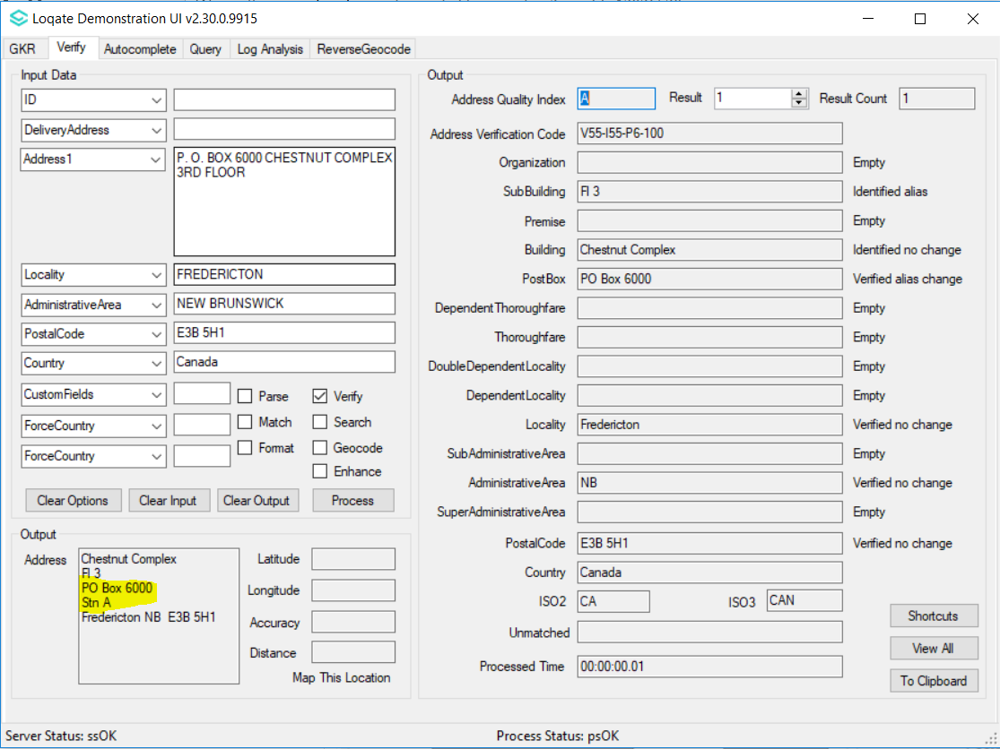 Loqate Demonstration UI v2.30.0.9915
GKR Verify Autocomplete Query Log Analysis ReverseGeocode
Input Data
ID
DeliveryAddress
Address1 P. O. BOX 6000 CHESTNUT COMPLEX
3RD FLOOR
Locality FREDERICTON
AdministrativeArea NEW BRUNSWICK
PostalCode E3B 5H1
Country Canada
CustomFields Parse Verify
ForceCountry Match Search
ForceCountry Format Geocode
Enhance
Clear Options Clear Input Clear Output Process
Output
Address Chestnut Complex
Fl 3
PO Box 6000
Stn A
Fredericton NB  E3B 5H1
Latitude
Longitude
Accuracy
Distance
Map This Location
Output
Address Quality Index A Result 1 Result Count 1
Address Verification Code V55-I55-P6-100
Organization Empty
SubBuilding Fl 3 Identified alias
Premise Empty
Building Chestnut Complex Identified no change
PostBox PO Box 6000 Verified alias change
DependentThoroughfare Empty
Thoroughfare Empty
DoubleDependentLocality Empty
DependentLocality Empty
Locality Fredericton Verified no change
SubAdministrativeArea Empty
AdministrativeArea NB Verified no change
SuperAdministrativeArea Empty
PostalCode E3B 5H1 Verified no change
Country Canada
ISO2 CA ISO3 CAN
Unmatched
Processed Time 00:00:00.01
Shortcuts
View All
To Clipboard
Server Status: ssOK Process Status: psOK